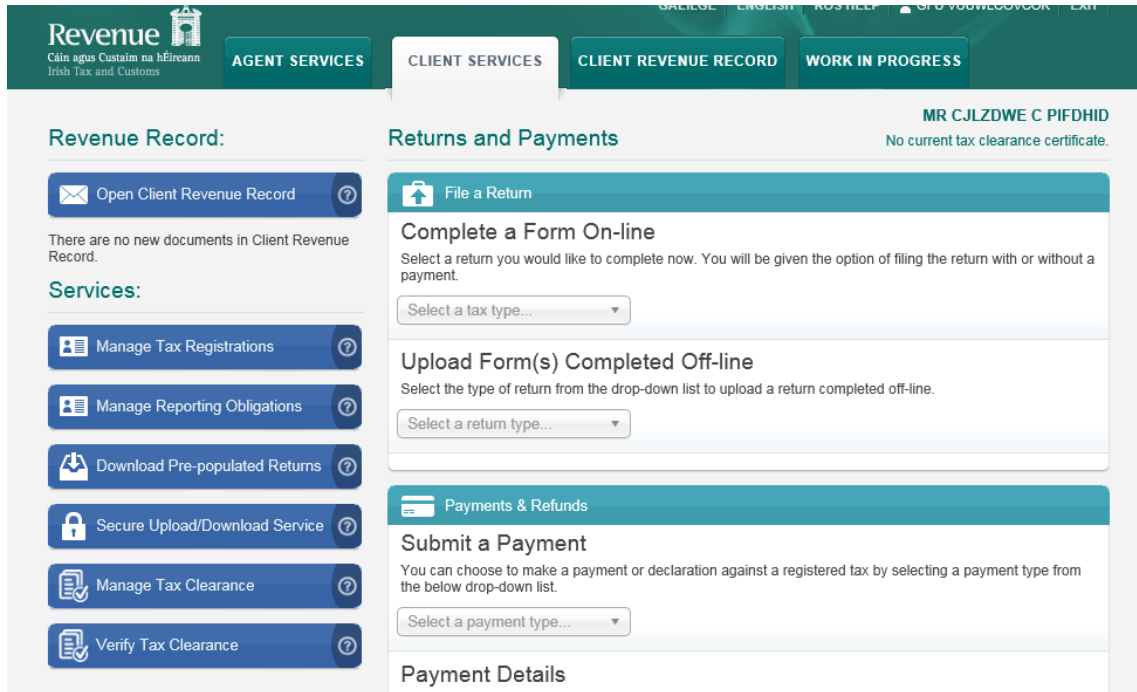 GAEILGE ENGLISH ROS HELP EXIT
Revenue
Cáin agus Custaim na hÉireann
Irish Tax and Customs
AGENT SERVICES
CLIENT SERVICES
CLIENT REVENUE RECORD
WORK IN PROGRESS
MR CJLZDWE C PIFDHID
No current tax clearance certificate.
Revenue Record:
Open Client Revenue Record
There are no new documents in Client Revenue
Record.
Services:
Manage Tax Registrations
Manage Reporting Obligations
Download Pre-populated Returns
Secure Upload/Download Service
Manage Tax Clearance
Verify Tax Clearance
Returns and Payments
File a Return
Complete a Form On-line
Select a return you would like to complete now. You will be given the option of filing the return with or without a
payment.
Select a tax type...
Upload Form(s) Completed Off-line
Select the type of return from the drop-down list to upload a return completed off-line.
Select a return type...
Payments & Refunds
Submit a Payment
You can choose to make a payment or declaration against a registered tax by selecting a payment type from
the below drop-down list.
Select a payment type...
Payment Details